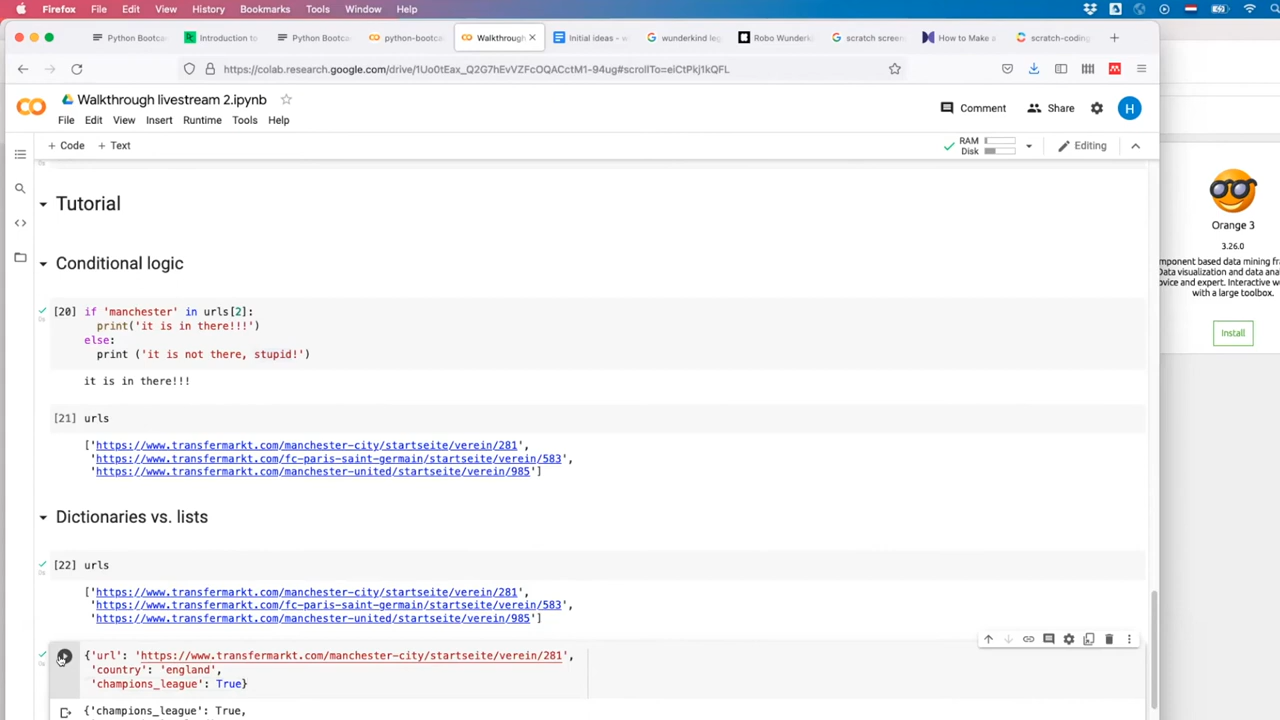 Firefox File Edit View History Bookmarks Tools Window Help
Python Bootca Introduction to Python Bootca python-bootca Walkthrough Initial ideas - w wunderkind leg Robo Wunderk scratch screen How to Make a scratch-coding
https://colab.research.google.com/drive/1Uo0tEax_Q2G7hEvVZFcOQACctM1-94ug#scrollTo=eiCtPkj1kQFL
Walkthrough livestream 2.ipynb
Comment Share H
File Edit View Insert Runtime Tools Help
+ Code + Text
RAM
Disk
Editing
Tutorial
Orange 3
3.26.0
mponent based data mining fra
Data visualization and data anal
ovice and expert. Interactive wo
with a large toolbox.
Install
Conditional logic
[20] if 'manchester' in urls[2]:
print('it is in there!!!')
else:
print ('it is not there, stupid!')
it is in there!!!
[21] urls
['https://www.transfermarkt.com/manchester-city/startseite/verein/281',
'https://www.transfermarkt.com/fc-paris-saint-germain/startseite/verein/583',
'https://www.transfermarkt.com/manchester-united/startseite/verein/985']
Dictionaries vs. lists
[22] urls
['https://www.transfermarkt.com/manchester-city/startseite/verein/281',
'https://www.transfermarkt.com/fc-paris-saint-germain/startseite/verein/583',
'https://www.transfermarkt.com/manchester-united/startseite/verein/985']
{'url': 'https://www.transfermarkt.com/manchester-city/startseite/verein/281',
'country': 'england',
'champions_league': True}
{'champions_league': True,